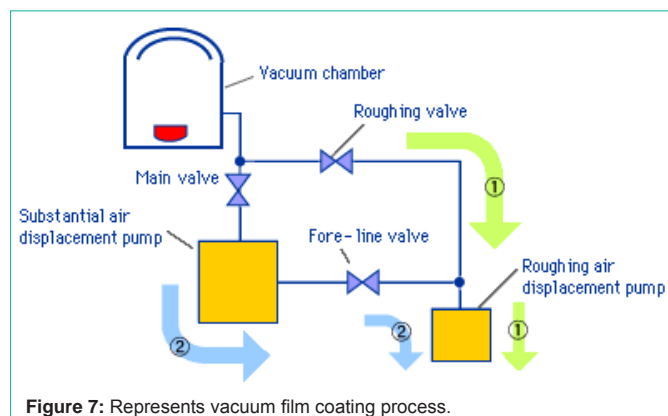 Vacuum chamber
Roughing valve
①
Main valve
Substantial air
displacement pump
Fore-line valve
Roughing air
displacement pump
②
②
①
Figure 7: Represents vacuum film coating process.